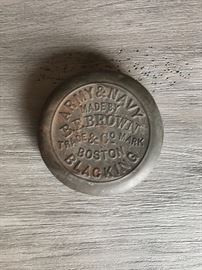 ARMY & NAVY
MADE BY
B.F. BROWN
& CO
TRADE MARK
BOSTON
BLACKING